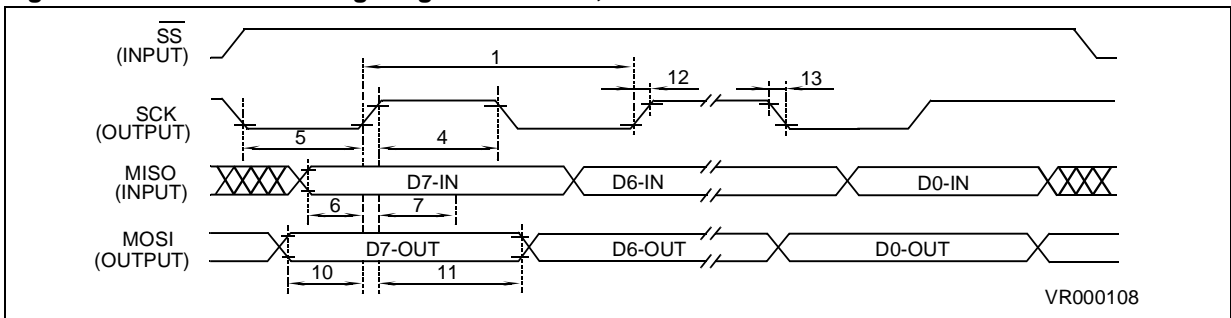 SS
(INPUT)
1
12
13
SCK
(OUTPUT)
5
4
MISO
(INPUT)
D7-IN
D6-IN
D0-IN
6
7
MOSI
(OUTPUT)
D7-OUT
D6-OUT
D0-OUT
10
11
VR000108